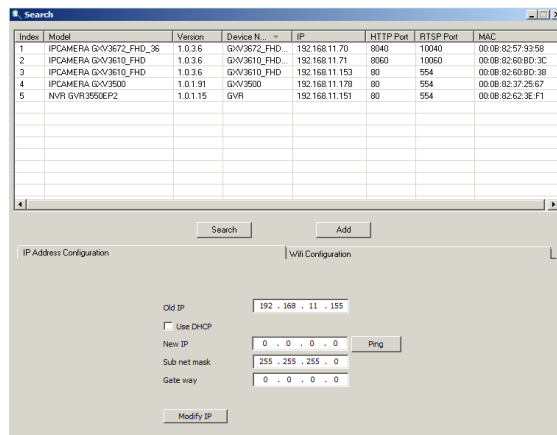 Search
Index Model Version Device N... IP HTTP Port RTSP Port MAC
1 IPCAMERA GXV3672_FHD_36 1.0.3.6 GXV3672_FHD... 192.168.11.70 8040 10040 00:0B:82:57:93:58
2 IPCAMERA GXV3610_FHD 1.0.3.6 GXV3610_FHD... 192.168.11.71 8060 10060 00:0B:82:60:BD:3C
3 IPCAMERA GXV3610_FHD 1.0.3.6 GXV3610_FHD 192.168.11.153 80 554 00:0B:82:60:BD:38
4 IPCAMERA GXV3500 1.0.1.91 GXV3500 192.168.11.178 80 554 00:0B:82:37:25:67
5 NVR GVR3550EP2 1.0.1.15 GVR 192.168.11.151 80 554 00:0B:82:62:3E:F1
Search Add
IP Address Configuration Wifi Configuration
Old IP 192 . 168 . 11 . 155
Use DHCP
New IP 0 . 0 . 0 . 0 Ping
Sub net mask 255 . 255 . 255 . 0
Gate way 0 . 0 . 0 . 0
Modify IP